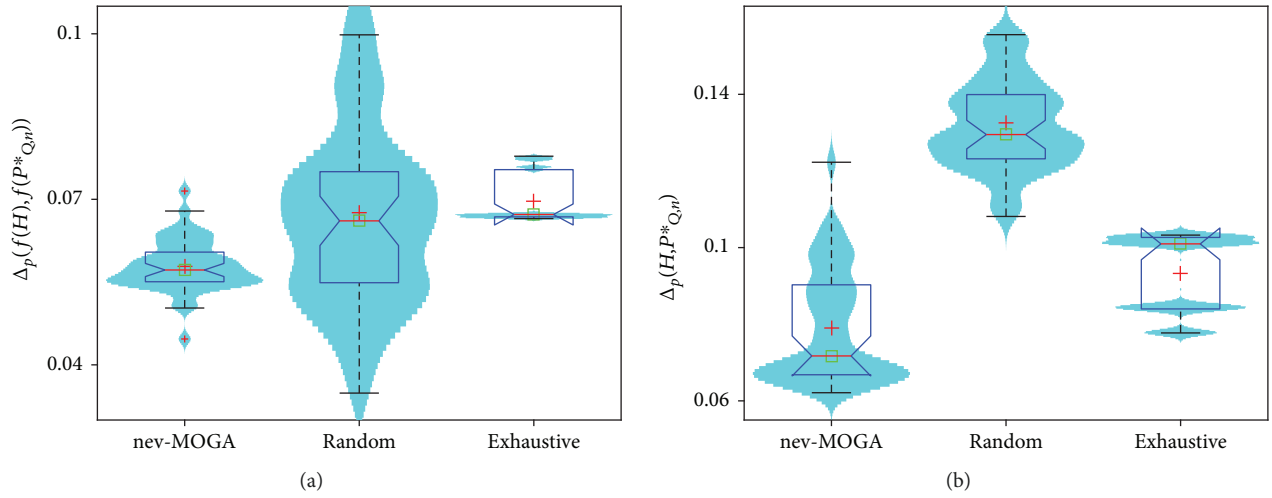 0.1
0.07
0.04
Δp(f(H), f(P*Q,n))
nev-MOGA Random Exhaustive
(a)
0.14
0.1
0.06
Δp(H,P*Q,n)
nev-MOGA Random Exhaustive
(b)